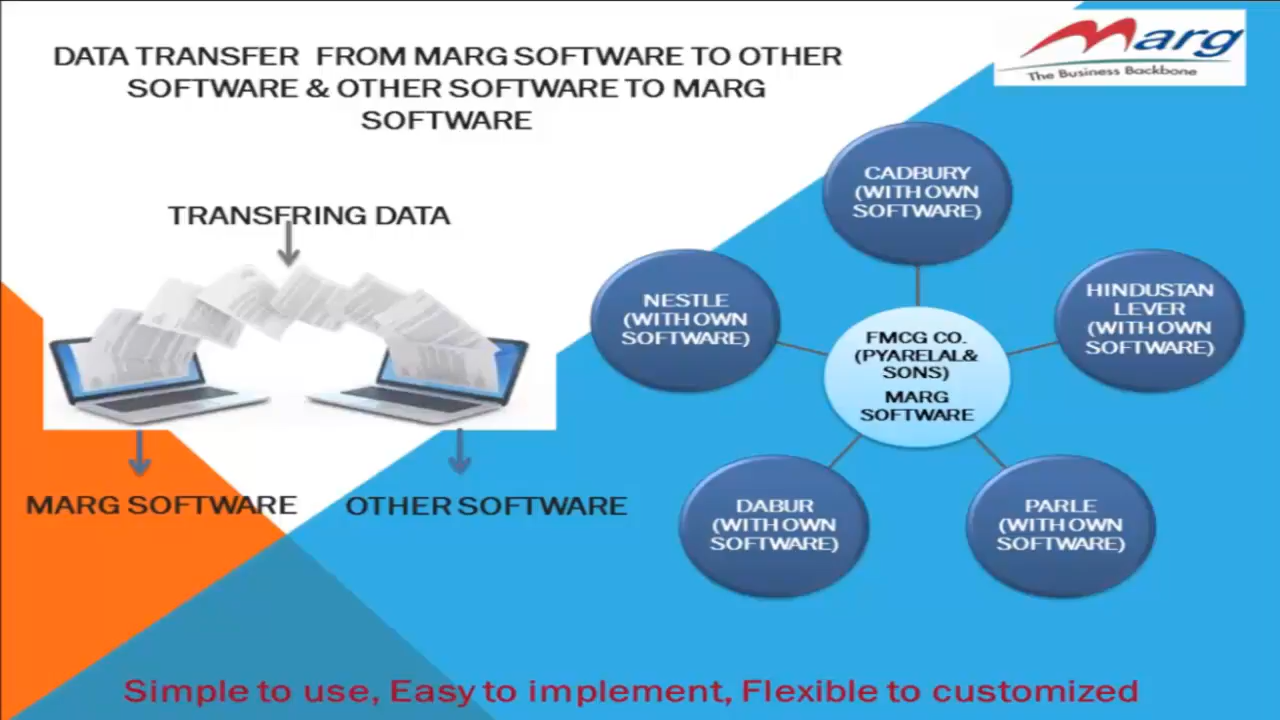 DATA TRANSFER FROM MARG SOFTWARE TO OTHER
SOFTWARE & OTHER SOFTWARE TO MARG
SOFTWARE
Marg
The Business Backbone
TRANSFRING DATA
MARG SOFTWARE
OTHER SOFTWARE
CADBURY
(WITH OWN
SOFTWARE)
NESTLE
(WITH OWN
SOFTWARE)
HINDUSTAN
LEVER
(WITH OWN
SOFTWARE)
FMCG CO.
(PYARELAL&
SONS)
MARG
SOFTWARE
DABUR
(WITH OWN
SOFTWARE)
PARLE
(WITH OWN
SOFTWARE)
Simple to use, Easy to implement, Flexible to customized